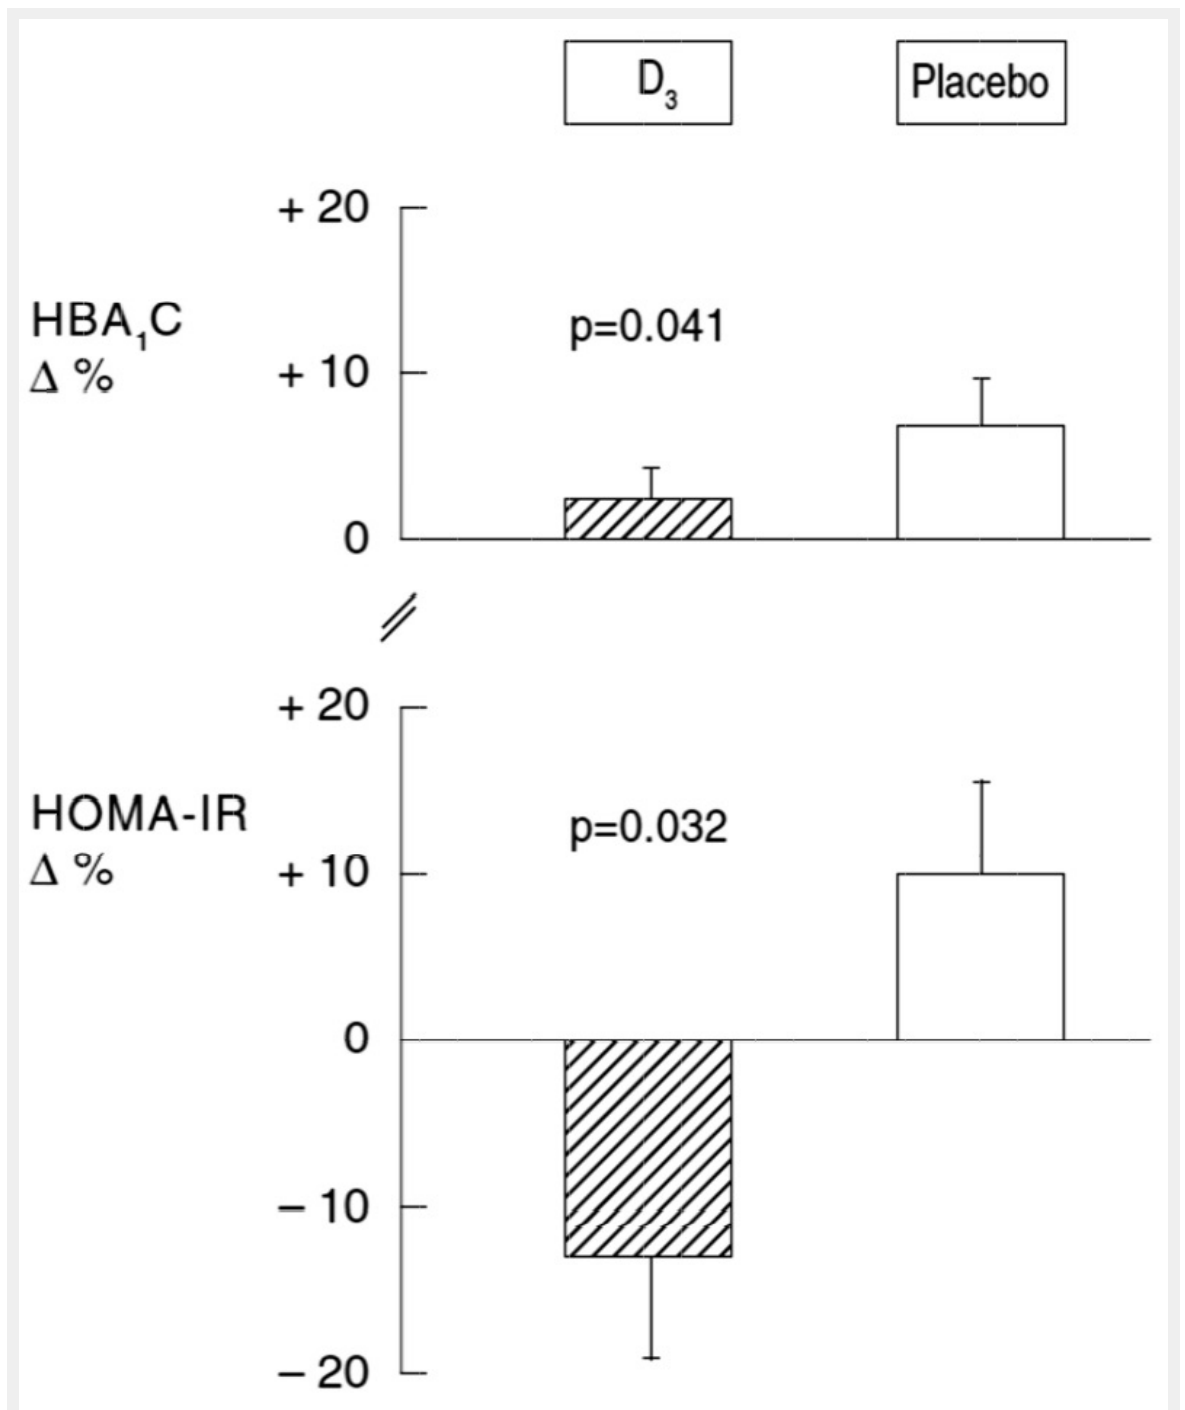 D₃ Placebo
+ 20
HBA₁C p=0.041
Δ % + 10
0
+ 20
HOMA-IR p=0.032
Δ % + 10
0
– 10
– 20